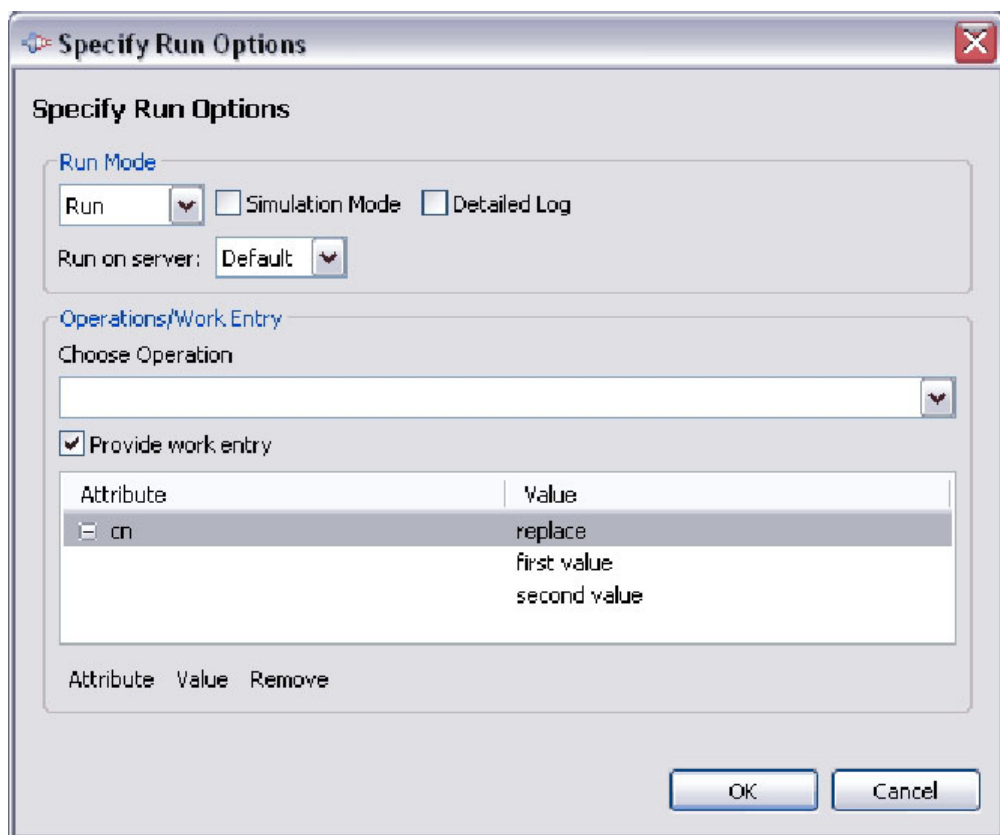 Specify Run Options
Specify Run Options
Run Mode
Run Simulation Mode Detailed Log
Run on server: Default
Operations/Work Entry
Choose Operation
Provide work entry
Attribute Value
cn replace
first value
second value
Attribute Value Remove
OK Cancel